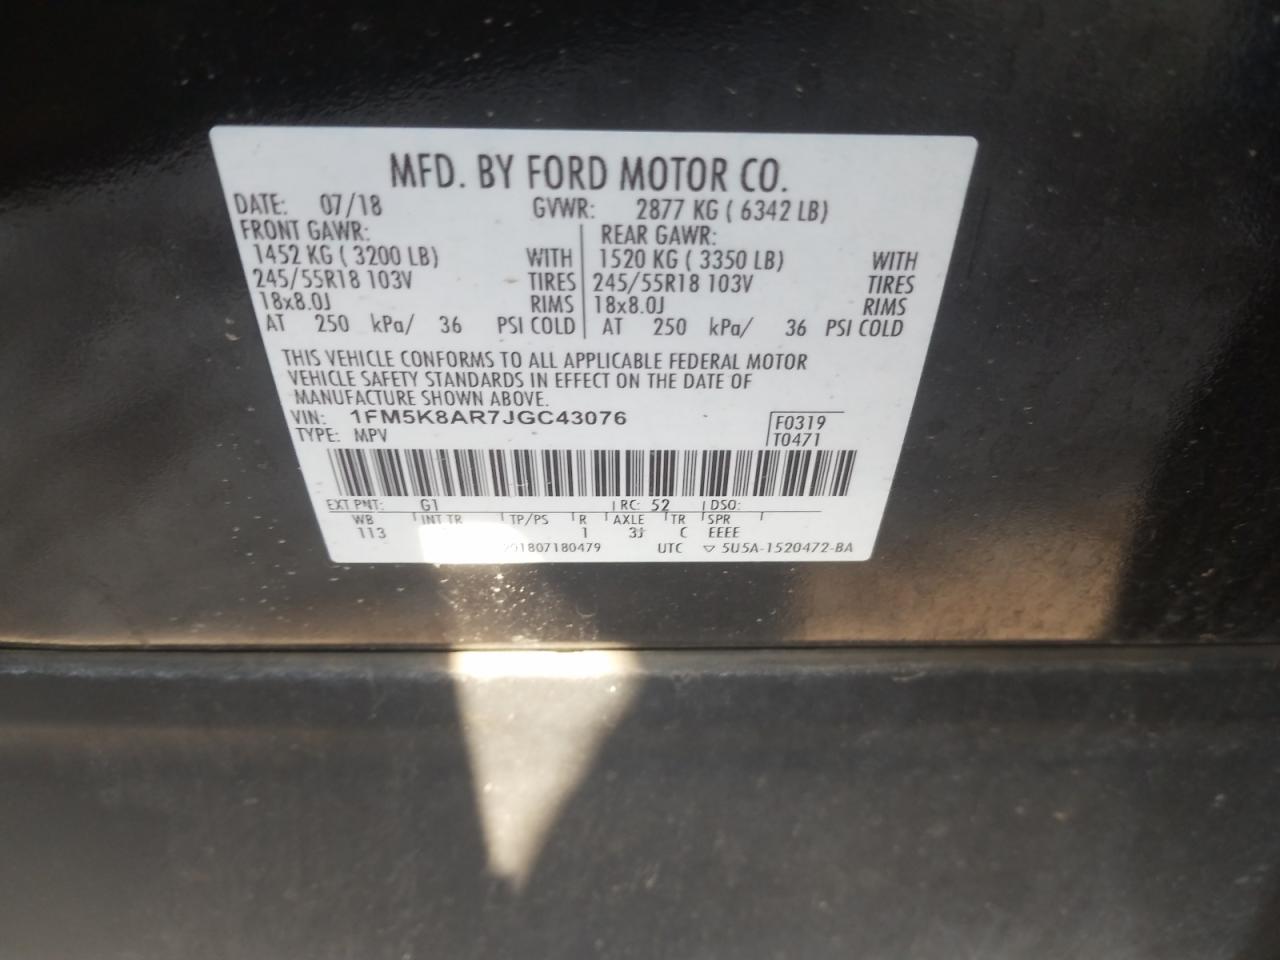 MFD. BY FORD MOTOR CO.
DATE: 07/18 GVWR: 2877 KG ( 6342 LB)
FRONT GAWR: REAR GAWR:
1452 KG ( 3200 LB) WITH 1520 KG ( 3350 LB) WITH
245/55R18 103V TIRES 245/55R18 103V TIRES
18x8.0J RIMS 18x8.0J RIMS
AT 250 kPa/ 36 PSI COLD AT 250 kPa/ 36 PSI COLD
THIS VEHICLE CONFORMS TO ALL APPLICABLE FEDERAL MOTOR
VEHICLE SAFETY STANDARDS IN EFFECT ON THE DATE OF
MANUFACTURE SHOWN ABOVE.
VIN: 1FM5K8AR7JGC43076 F0319
TYPE: MPV T0471
EXT PNT: G1 RC: 52 DSO:
WB INT TR TP/PS R AXLE TR SPR
113 1 3J C EEEE
UTC ▽ 5U5A-1520472-BA